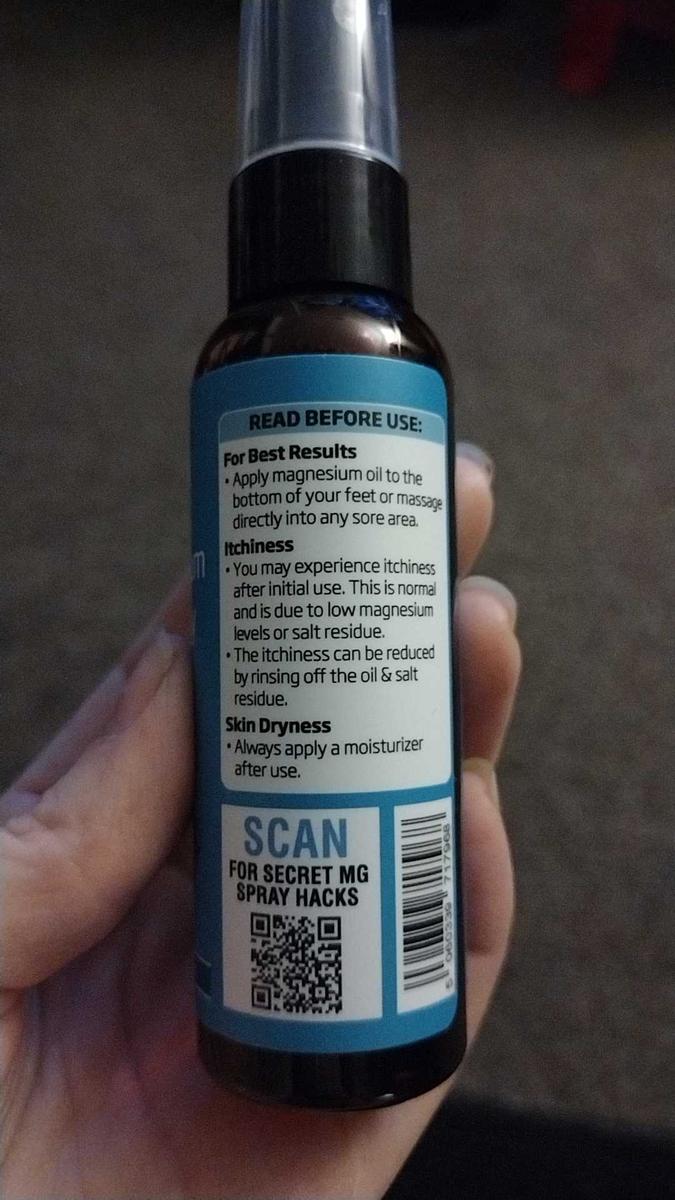 READ BEFORE USE:
For Best Results
• Apply magnesium oil to the
bottom of your feet or massage
directly into any sore area.
Itchiness
• You may experience itchiness
after initial use. This is normal
and is due to low magnesium
levels or salt residue.
• The itchiness can be reduced
by rinsing off the oil & salt
residue.
Skin Dryness
• Always apply a moisturizer
after use.
SCAN
FOR SECRET MG
SPRAY HACKS
5 060339 717968